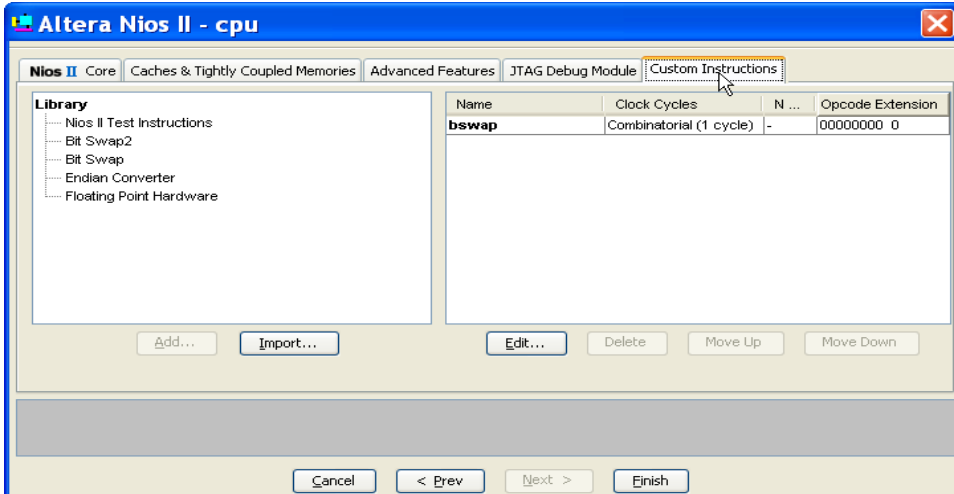 Altera Nios II - cpu
Nios II Core Caches & Tightly Coupled Memories Advanced Features JTAG Debug Module Custom Instructions
Library
Nios II Test Instructions
Bit Swap2
Bit Swap
Endian Converter
Floating Point Hardware
Name Clock Cycles N ... Opcode Extension
bswap Combinatorial (1 cycle) - 00000000 0
Add... Import... Edit... Delete Move Up Move Down
Cancel < Prev Next > Finish